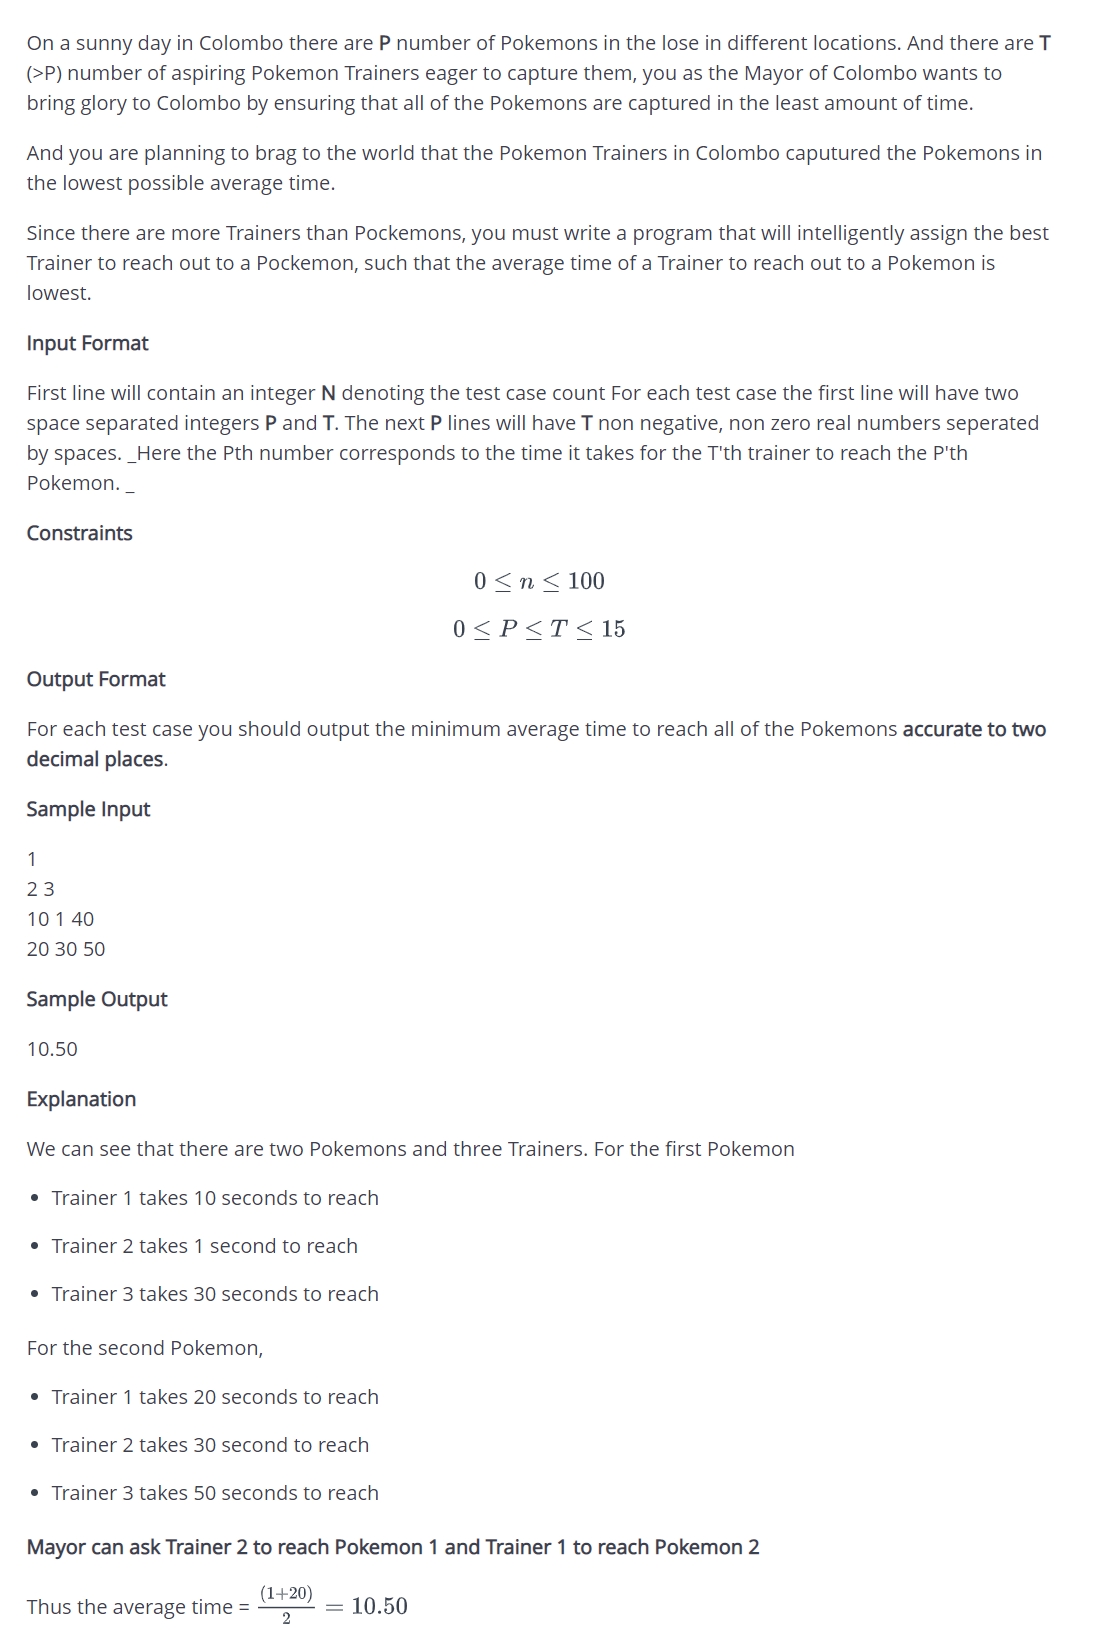 On a sunny day in Colombo there are P number of Pokemons in the lose in different locations. And there are T
(>P) number of aspiring Pokemon Trainers eager to capture them, you as the Mayor of Colombo wants to
bring glory to Colombo by ensuring that all of the Pokemons are captured in the least amount of time.
And you are planning to brag to the world that the Pokemon Trainers in Colombo caputured the Pokemons in
the lowest possible average time.
Since there are more Trainers than Pockemons, you must write a program that will intelligently assign the best
Trainer to reach out to a Pockemon, such that the average time of a Trainer to reach out to a Pokemon is
lowest.
Input Format
First line will contain an integer N denoting the test case count For each test case the first line will have two
space separated integers P and T. The next P lines will have T non negative, non zero real numbers seperated
by spaces. _Here the Pth number corresponds to the time it takes for the T'th trainer to reach the P'th
Pokemon. _
Constraints
0 ≤ n ≤ 100
0 ≤ P ≤ T ≤ 15
Output Format
For each test case you should output the minimum average time to reach all of the Pokemons accurate to two
decimal places.
Sample Input
1
2 3
10 1 40
20 30 50
Sample Output
10.50
Explanation
We can see that there are two Pokemons and three Trainers. For the first Pokemon
• Trainer 1 takes 10 seconds to reach
• Trainer 2 takes 1 second to reach
• Trainer 3 takes 30 seconds to reach
For the second Pokemon,
• Trainer 1 takes 20 seconds to reach
• Trainer 2 takes 30 second to reach
• Trainer 3 takes 50 seconds to reach
Mayor can ask Trainer 2 to reach Pokemon 1 and Trainer 1 to reach Pokemon 2
Thus the average time = (1+20)/2 = 10.50